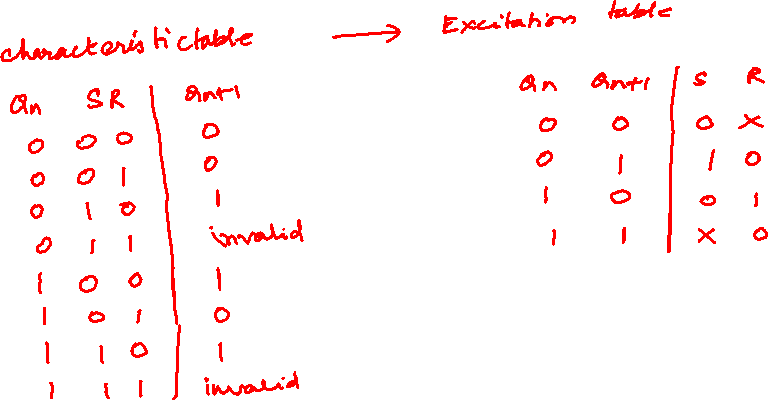 characteristic table → Excitation table
Qn S R Qn+1
0 0 0 0
0 0 1 0
0 1 0 1
0 1 1 invalid
1 0 0 1
1 0 1 0
1 1 0 1
1 1 1 invalid
Qn Qn+1 S R
0 0 0 X
0 1 1 0
1 0 0 1
1 1 X 0